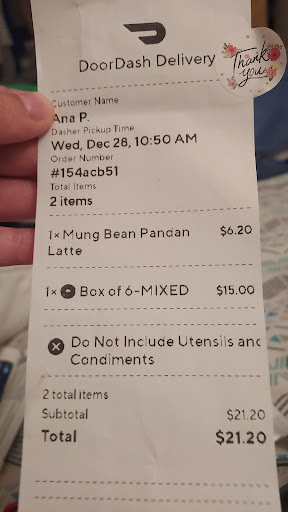 DoorDash Delivery
Thank
you
Customer Name
Ana P.
Dasher Pickup Time
Wed, Dec 28, 10:50 AM
Order Number
#154acb51
Total Items
2 items
1× Mung Bean Pandan $6.20
Latte
1× Box of 6-MIXED $15.00
Do Not Include Utensils and
Condiments
2 total items
Subtotal $21.20
Total $21.20